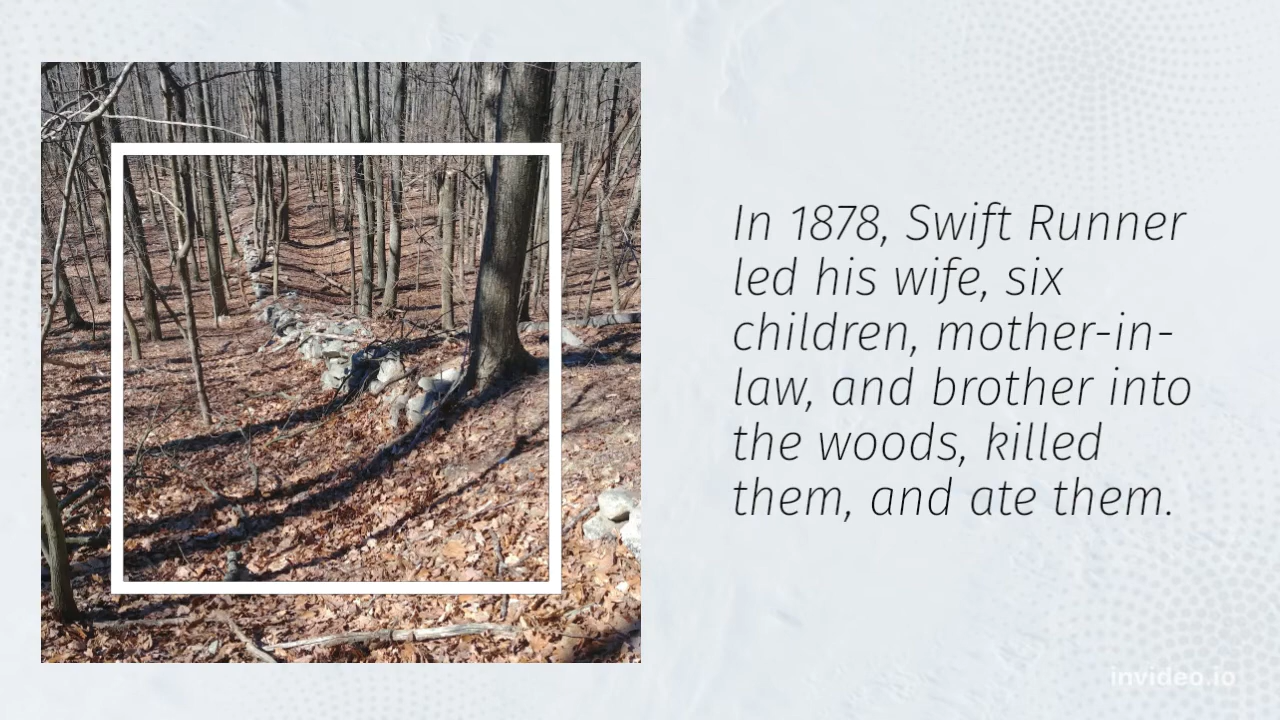 In 1878, Swift Runner
led his wife, six
children, mother-in-
law, and brother into
the woods, killed
them, and ate them.
invideo.io